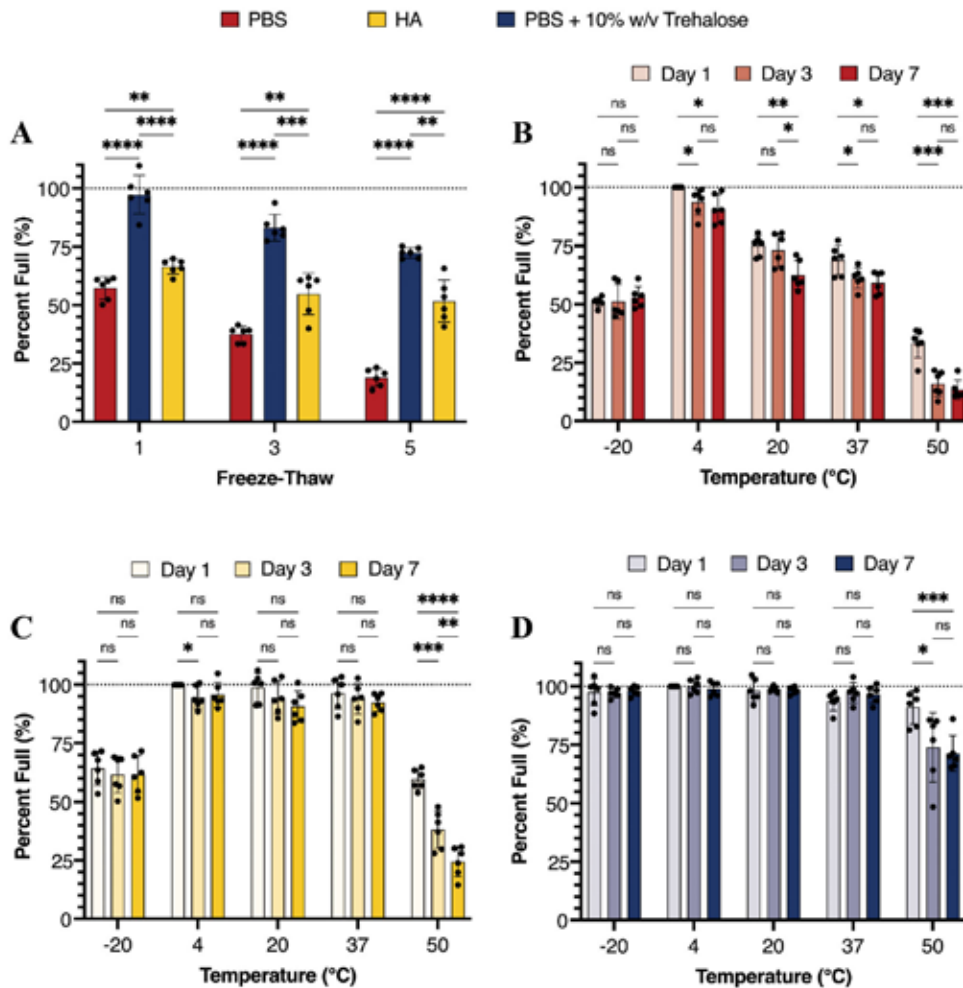 PBS HA PBS + 10% w/v Trehalose
A
** ** ****
**** *** **
**** **** ****
Percent Full (%)
100
75
50
25
0
1 3 5
Freeze-Thaw
Day 1 Day 3 Day 7
B
ns * ** * ***
ns ns * ns ns
ns * ns * ***
Percent Full (%)
100
75
50
25
0
-20 4 20 37 50
Temperature (°C)
Day 1 Day 3 Day 7
C
ns ns ns ns ****
ns ns ns ns **
ns * ns ns ***
Percent Full (%)
100
75
50
25
0
-20 4 20 37 50
Temperature (°C)
Day 1 Day 3 Day 7
D
ns ns ns ns ***
ns ns ns ns ns
ns ns ns ns *
Percent Full (%)
100
75
50
25
0
-20 4 20 37 50
Temperature (°C)